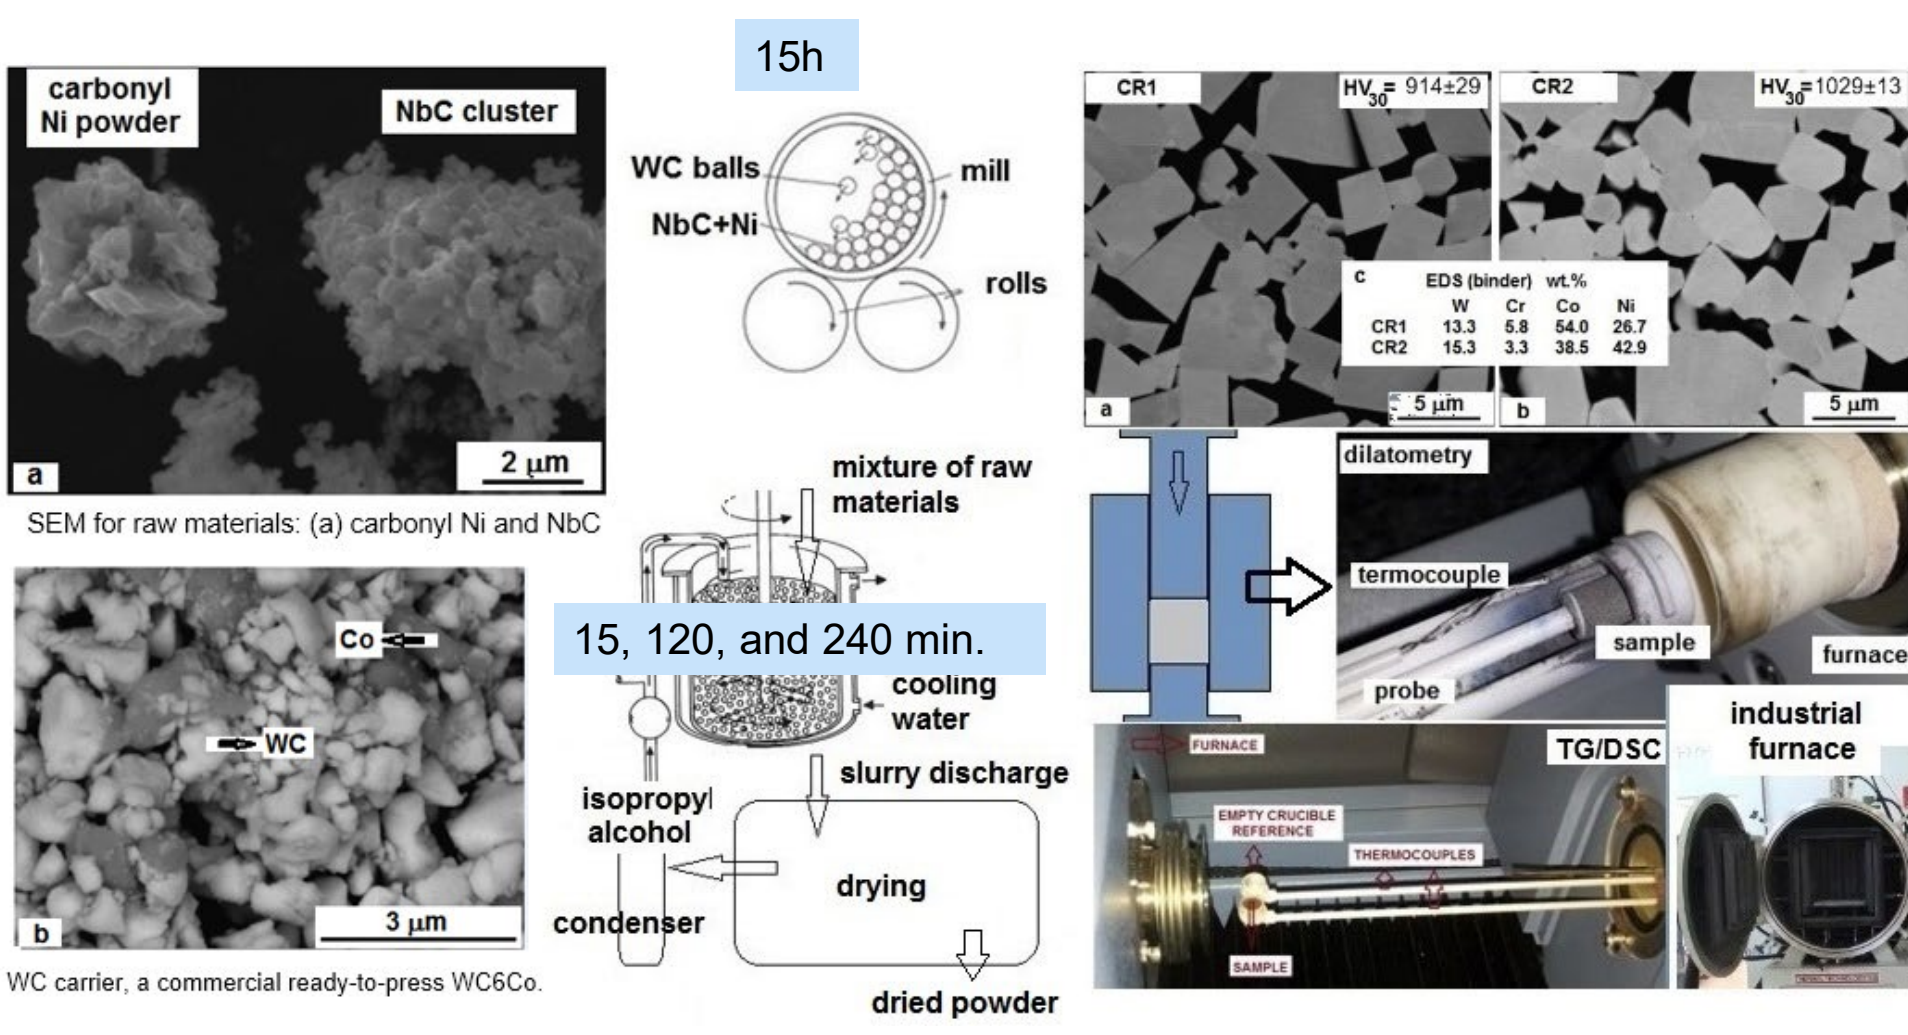 15h
carbonyl
Ni powder
NbC cluster
2 μm
a
SEM for raw materials: (a) carbonyl Ni and NbC
Co
WC
b
3 μm
WC carrier, a commercial ready-to-press WC6Co.
WC balls
mill
NbC+Ni
rolls
mixture of raw
materials
15, 120, and 240 min.
cooling
water
slurry discharge
isopropyl
alcohol
drying
condenser
dried powder
CR1
HV30= 914±29
CR2
HV30=1029±13
c
EDS (binder) wt.%
W Cr Co Ni
CR1 13.3 5.8 54.0 26.7
CR2 15.3 3.3 38.5 42.9
a
5 μm
b
5 μm
dilatometry
termocouple
sample
furnace
probe
FURNACE
TG/DSC
EMPTY CRUCIBLE
REFERENCE
THERMOCOUPLES
SAMPLE
industrial
furnace